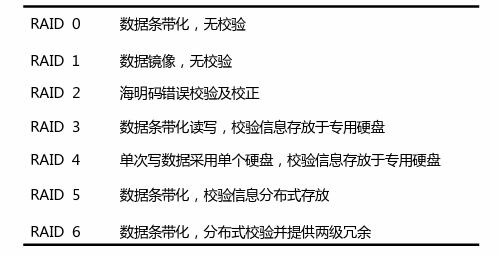 RAID 0 数据条带化，无校验
RAID 1 数据镜像，无校验
RAID 2 海明码错误校验及校正
RAID 3 数据条带化读写，校验信息存放于专用硬盘
RAID 4 单次写数据采用单个硬盘，校验信息存放于专用硬盘
RAID 5 数据条带化，校验信息分布式存放
RAID 6 数据条带化，分布式校验并提供两级冗余